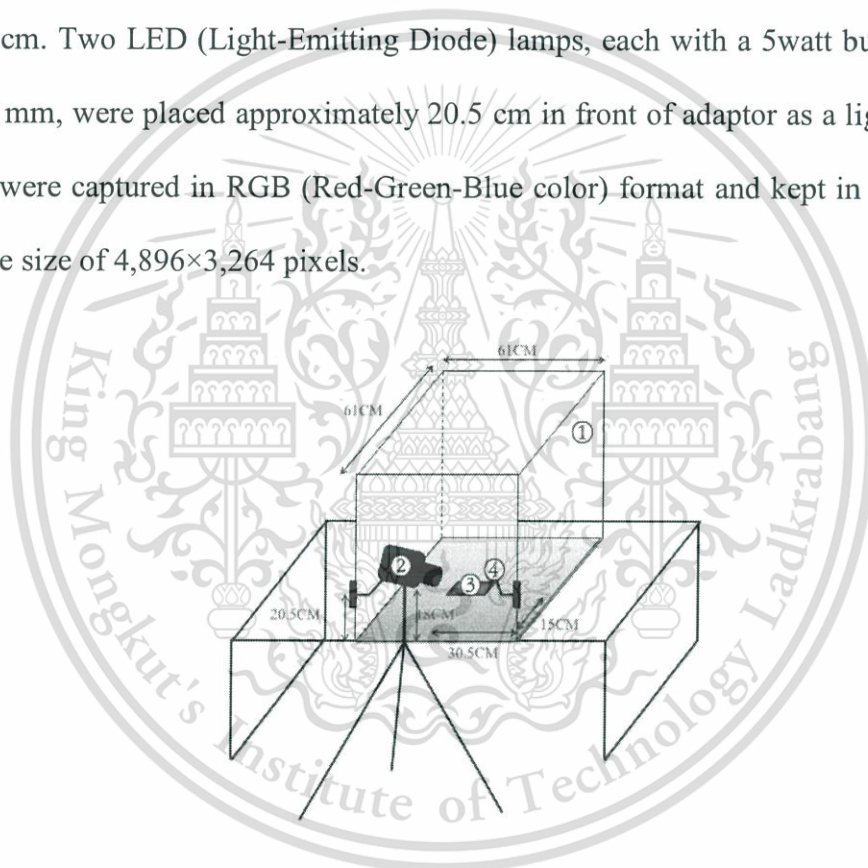 cm. Two LED (Light-Emitting Diode) lamps, each with a 5watt bu
mm, were placed approximately 20.5 cm in front of adaptor as a lig
were captured in RGB (Red-Green-Blue color) format and kept in
e size of 4,896×3,264 pixels.
61CM
61CM
①
②
④
③
20.5CM
18CM
15CM
30.5CM
King Mongkut's Institute of Technology Ladkrabang